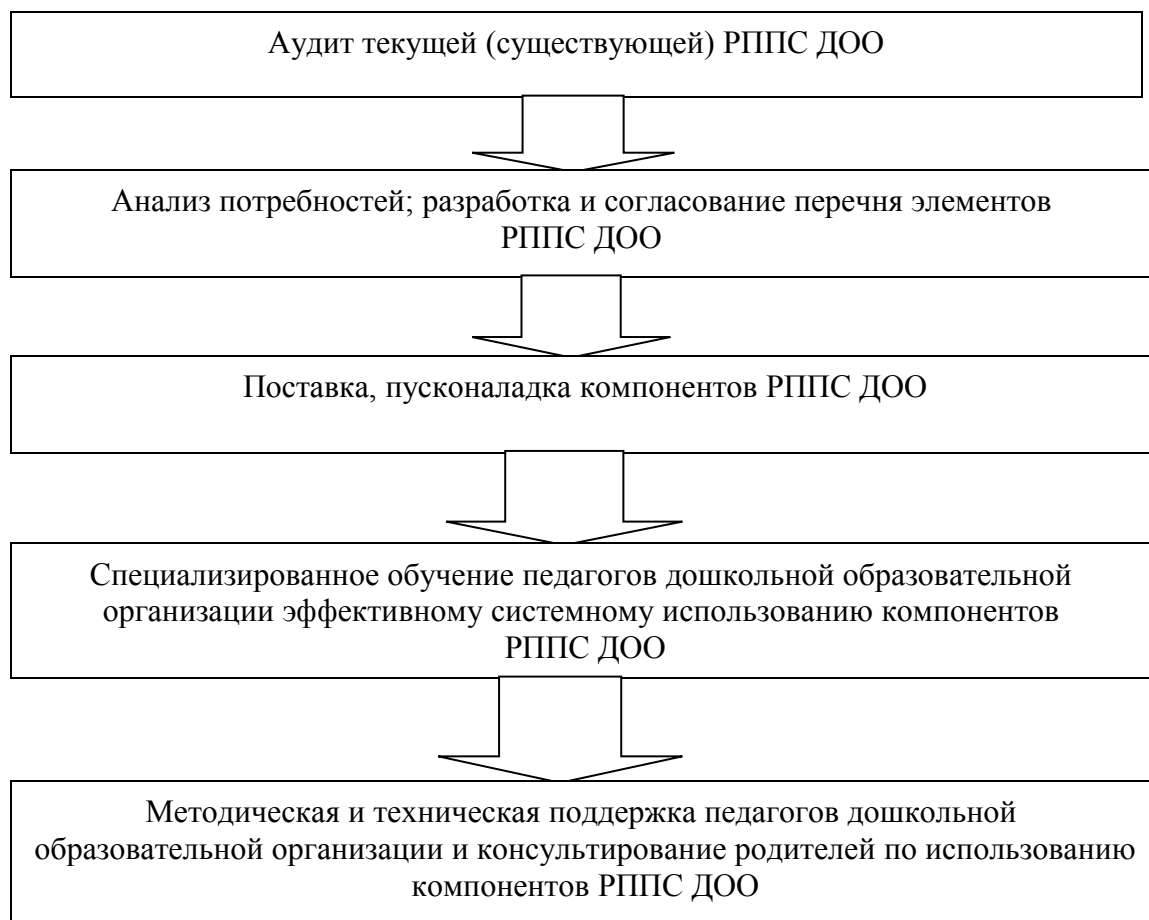 Аудит текущей (существующей) РППС ДОО
Анализ потребностей; разработка и согласование перечня элементов
РППС ДОО
Поставка, пусконаладка компонентов РППС ДОО
Специализированное обучение педагогов дошкольной образовательной
организации эффективному системному использованию компонентов
РППС ДОО
Методическая и техническая поддержка педагогов дошкольной
образовательной организации и консультирование родителей по использованию
компонентов РППС ДОО